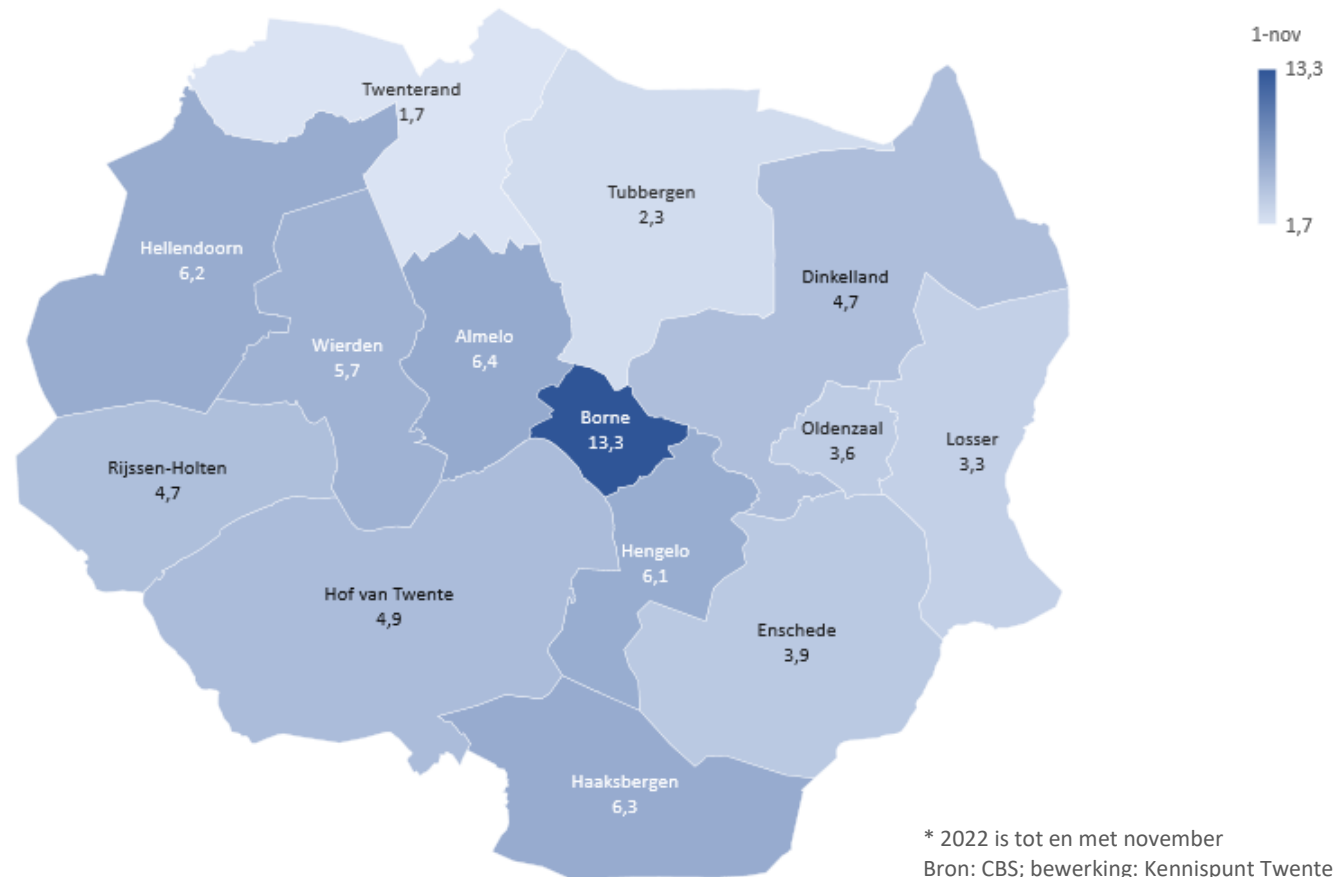 1-nov
13,3
1,7
Twenterand
1,7
Tubbergen
2,3
Hellendoorn
6,2
Dinkelland
4,7
Wierden
5,7
Almelo
6,4
Borne
13,3
Oldenzaal
3,6
Losser
3,3
Rijssen-Holten
4,7
Hengelo
6,1
Hof van Twente
4,9
Enschede
3,9
Haaksbergen
6,3
* 2022 is tot en met november
Bron: CBS; bewerking: Kennispunt Twente